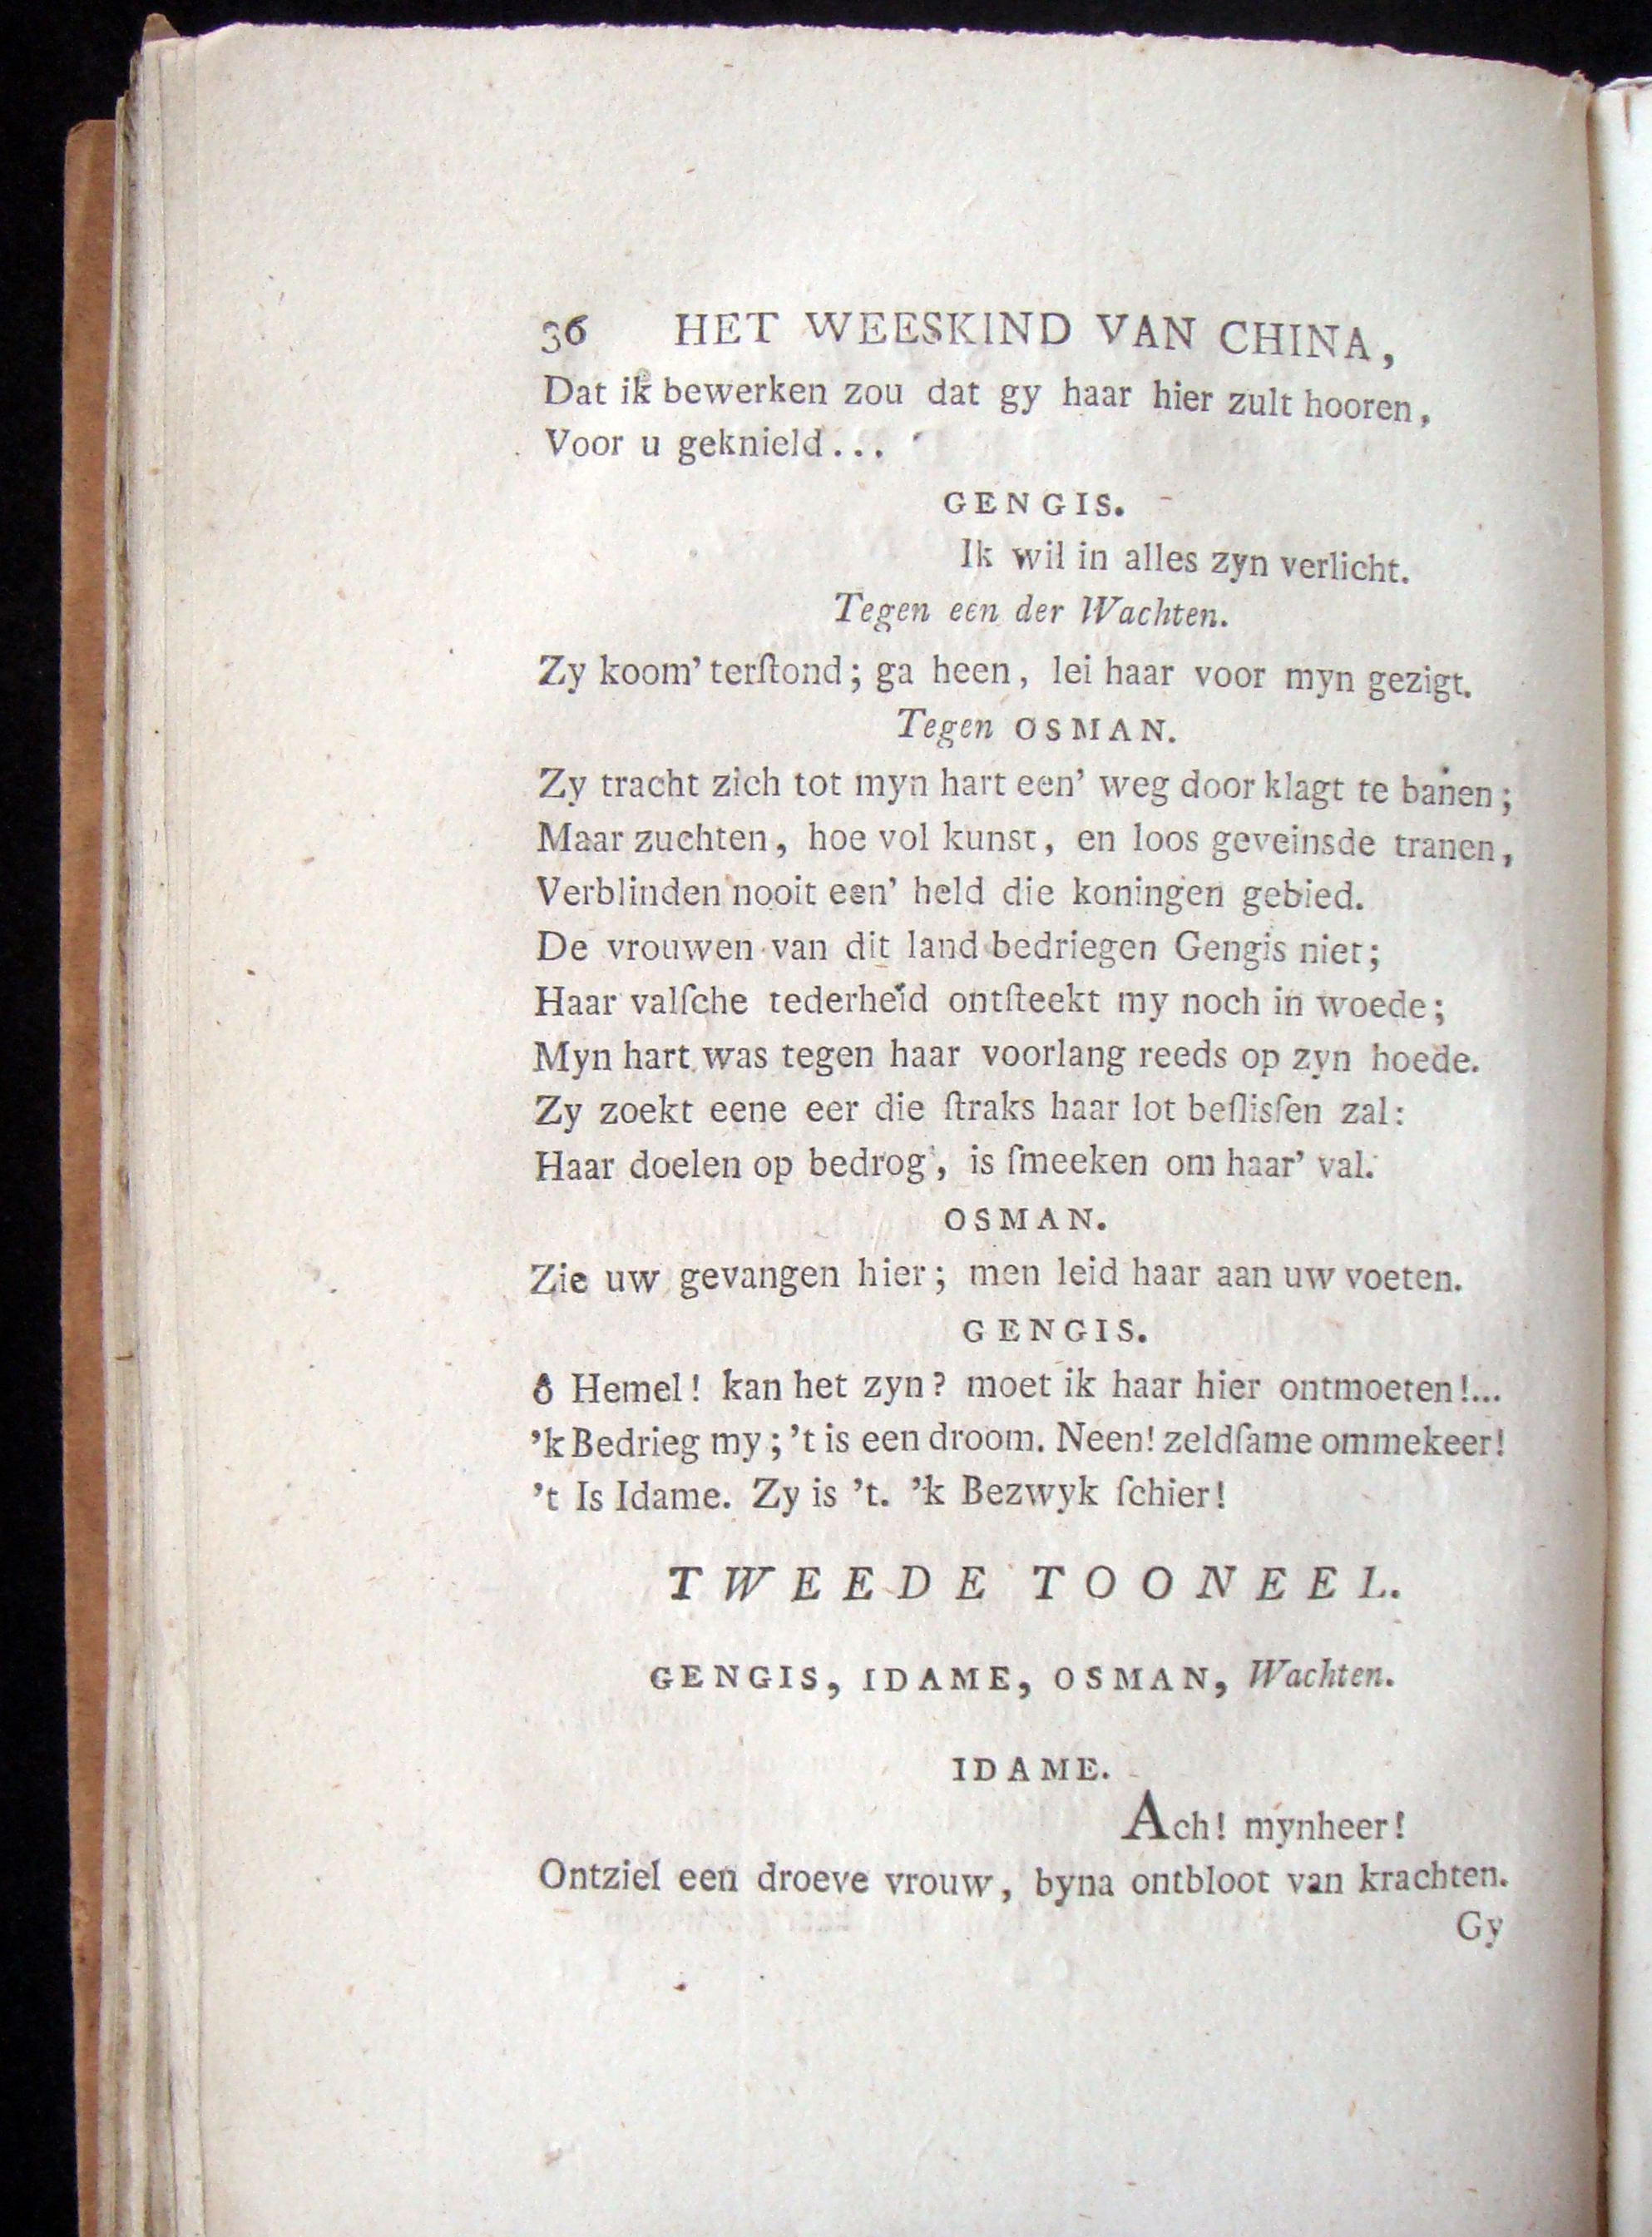 36 HET WEESKIND VAN CHINA,
Dat ik bewerken zou dat gy haar hier zult hooren,
Voor u geknield...
GENGIS.
Ik wil in alles zyn verlicht.
Tegen een der Wachten.
Zy koom' terſtond; ga heen, lei haar voor myn gezigt.
Tegen OSMAN.
Zy tracht zich tot myn hart een' weg door klagt te banen;
Maar zuchten, hoe vol kunst, en loos geveinsde tranen,
Verblinden nooit een' held die koningen gebied.
De vrouwen van dit land bedriegen Gengis niet;
Haar valſche tederheid ontſteekt my noch in woede;
Myn hart was tegen haar voorlang reeds op zyn hoede.
Zy zoekt eene eer die ſtraks haar lot beſlisſen zal:
Haar doelen op bedrog, is ſmeeken om haar' val.
OSMAN.
Zie uw gevangen hier; men leid haar aan uw voeten.
GENGIS.
ô Hemel! kan het zyn? moet ik haar hier ontmoeten!...
'k Bedrieg my; 't is een droom. Neen! zeldſame ommekeer!
't Is Idame. Zy is 't. 'k Bezwyk ſchier!
TWEEDE TOONEEL.
GENGIS, IDAME, OSMAN, Wachten.
IDAME.
Ach! mynheer!
Ontziel een droeve vrouw, byna ontbloot van krachten.
Gy